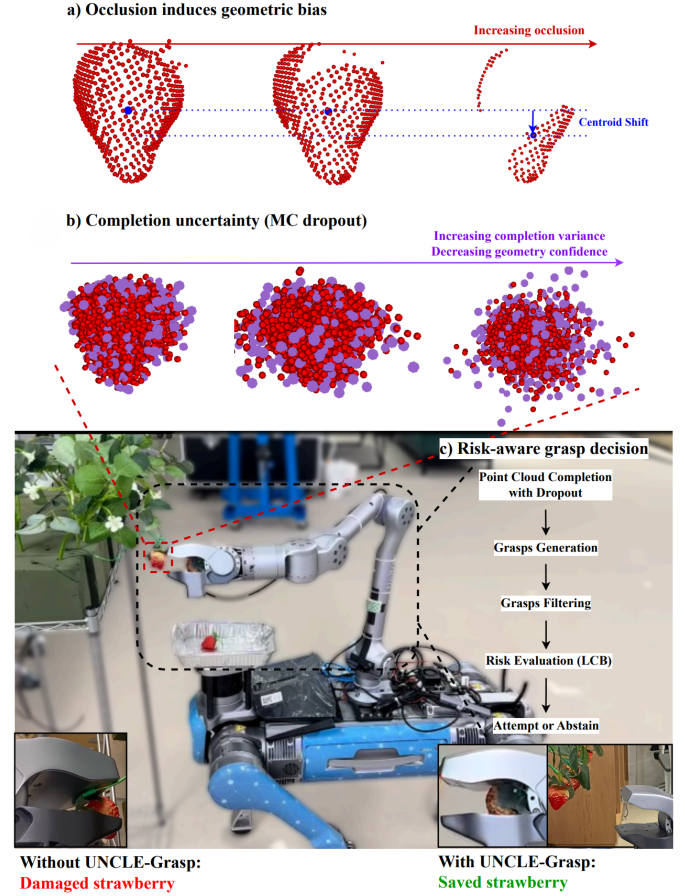 a) Occlusion induces geometric bias
Increasing occlusion
Centroid Shift
b) Completion uncertainty (MC dropout)
Increasing completion variance
Decreasing geometry confidence
c) Risk-aware grasp decision
Point Cloud Completion
with Dropout
Grasps Generation
Grasps Filtering
Risk Evaluation (LCB)
Attempt or Abstain
Without UNCLE-Grasp:
Damaged strawberry
With UNCLE-Grasp:
Saved strawberry